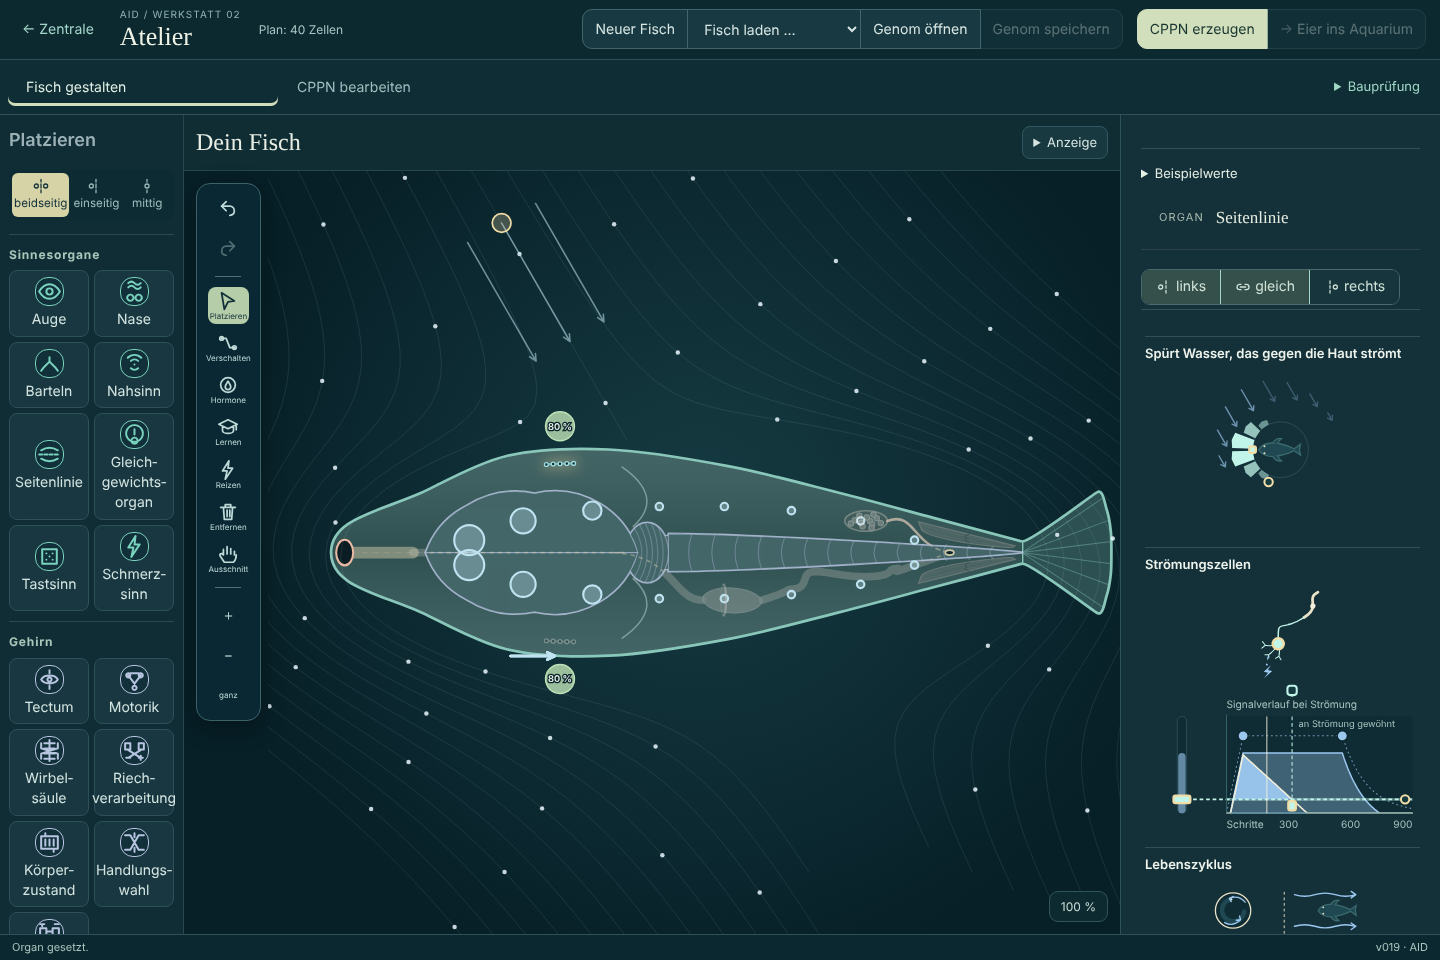 ← Zentrale
AID / WERKSTATT 02
Atelier
Plan: 40 Zellen
Neuer Fisch
Fisch laden ...
Genom öffnen
Genom speichern
CPPN erzeugen
→ Eier ins Aquarium
Fisch gestalten
CPPN bearbeiten
Bauprüfung
Platzieren
beidseitig
einseitig
mittig
Sinnesorgane
Auge
Nase
Barteln
Nahsinn
Seitenlinie
Gleich-
gewichts-
organ
Tastsinn
Schmerz-
sinn
Gehirn
Tectum
Motorik
Wirbel-
säule
Riech-
verarbeitung
Körper-
zustand
Handlungs-
wahl
Dein Fisch
Anzeige
Platzieren
Verschalten
Hormone
Lernen
Reizen
Entfernen
Ausschnitt
+
−
ganz
80 %
80 %
100 %
Beispielwerte
ORGAN Seitenlinie
links
gleich
rechts
Spürt Wasser, das gegen die Haut strömt
Strömungszellen
Signalverlauf bei Strömung
an Strömung gewöhnt
Schritte 300 600 900
Lebenszyklus
Organ gesetzt.
v019 · AID